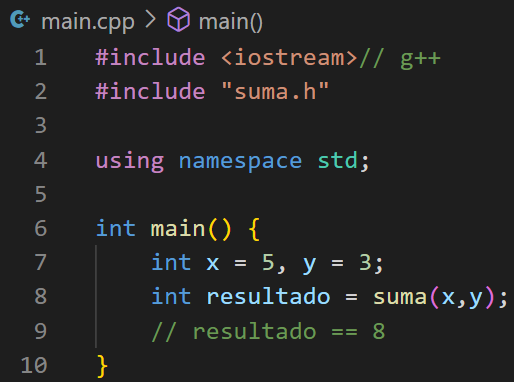 main.cpp > main()
1 #include <iostream>// g++
2 #include "suma.h"
3
4 using namespace std;
5
6 int main() {
7 int x = 5, y = 3;
8 int resultado = suma(x,y);
9 // resultado == 8
10 }